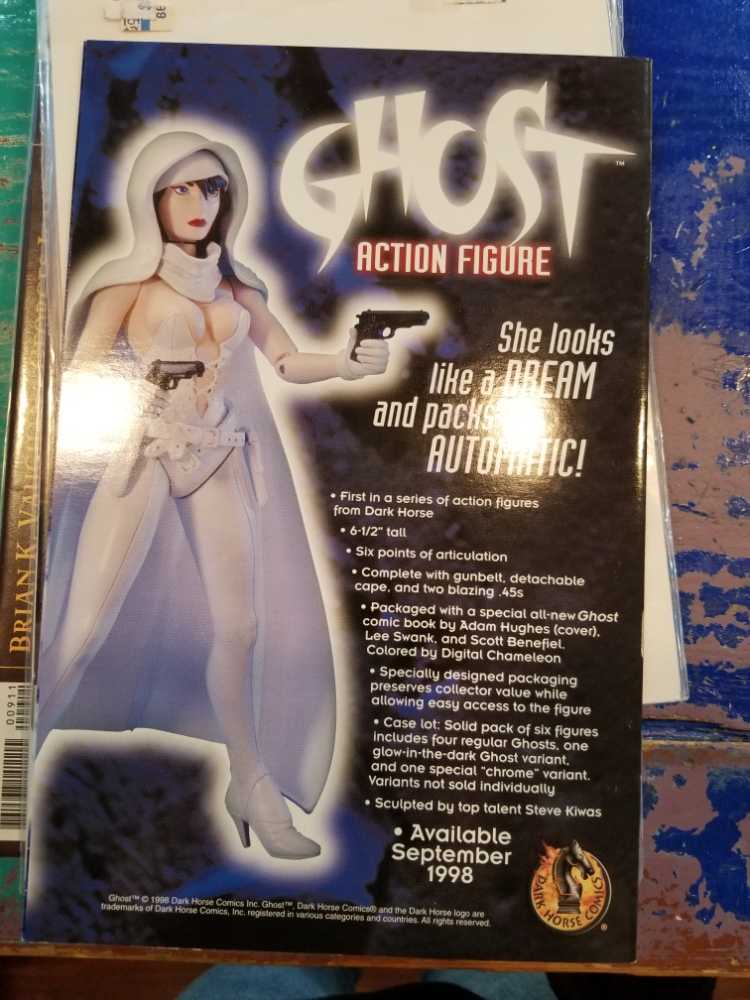 GHOST™
ACTION FIGURE
She looks
like a DREAM
and packs
AUTOMATIC!
• First in a series of action figures
from Dark Horse
• 6-1/2" tall
• Six points of articulation
• Complete with gunbelt, detachable
cape, and two blazing .45s
• Packaged with a special all-new Ghost
comic book by Adam Hughes (cover),
Lee Swank, and Scott Benefiel.
Colored by Digital Chameleon
• Specially designed packaging
preserves collector value while
allowing easy access to the figure
• Case lot: Solid pack of six figures
includes four regular Ghosts, one
glow-in-the-dark Ghost variant,
and one special "chrome" variant.
Variants not sold individually
• Sculpted by top talent Steve Kiwas
• Available
September
1998
DARK HORSE COMICS®
Ghost™ © 1998 Dark Horse Comics Inc. Ghost™, Dark Horse Comics® and the Dark Horse logo are
trademarks of Dark Horse Comics, Inc. registered in various categories and countries. All rights reserved.
BRIAN K.
00911